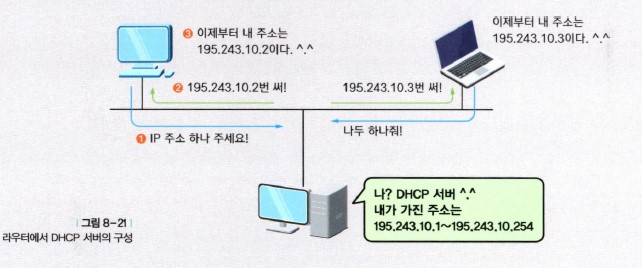 ❸ 이제부터 내 주소는
195.243.10.2이다. ^.^
이제부터 내 주소는
195.243.10.3이다. ^.^
❷ 195.243.10.2번 써!
195.243.10.3번 써!
❶ IP 주소 하나 주세요!
나두 하나줘!
나? DHCP 서버 ^.^
내가 가진 주소는
195.243.10.1~195.243.10.254
| 그림 8-21 |
라우터에서 DHCP 서버의 구성